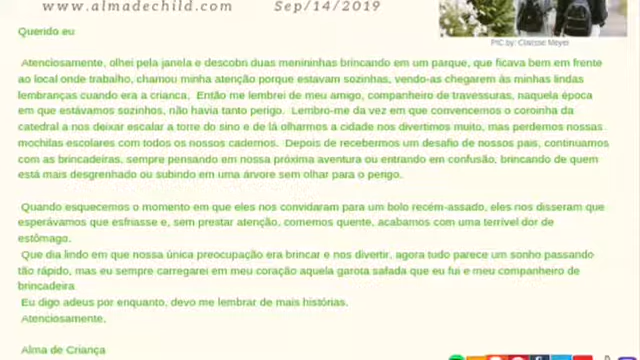 www.almadechild.com Sep/14/2019
PIC by: Clarisse Meyer
Querido eu
Atenciosamente, olhei pela janela e descobri duas menininhas brincando em um parque, que ficava bem em frente
ao local onde trabalho, chamou minha atenção porque estavam sozinhas, vendo-as chegarem às minhas lindas
lembranças cuando era a crianca, Então me lembrei de meu amigo, companheiro de travessuras, naquela época
em que estávamos sozinhos, não havia tanto perigo. Lembro-me da vez em que convencemos o coroinha da
catedral a nos deixar escalar a torre do sino e de lá olharmos a cidade nos divertimos muito, mas perdemos nossas
mochilas escolares com todos os nossos cadernos. Depois de recebermos um desafio de nossos pais, continuamos
com as brincadeiras, sempre pensando em nossa próxima aventura ou entrando em confusão, brincando de quem
está mais desgrenhado ou subindo em uma árvore sem olhar para o perigo.
Quando esquecemos o momento em que eles nos convidaram para um bolo recém-assado, eles nos disseram que
esperávamos que esfriasse e, sem prestar atenção, comemos quente, acabamos com uma terrível dor de
estômago.
Que dia lindo em que nossa única preocupação era brincar e nos divertir, agora tudo parece um sonho passando
tão rápido, mas eu sempre carregarei em meu coração aquela garota safada que eu fui e meu companheiro de
brincadeira
Eu digo adeus por enquanto, devo me lembrar de mais histórias.
Atenciosamente,
Alma de Criança